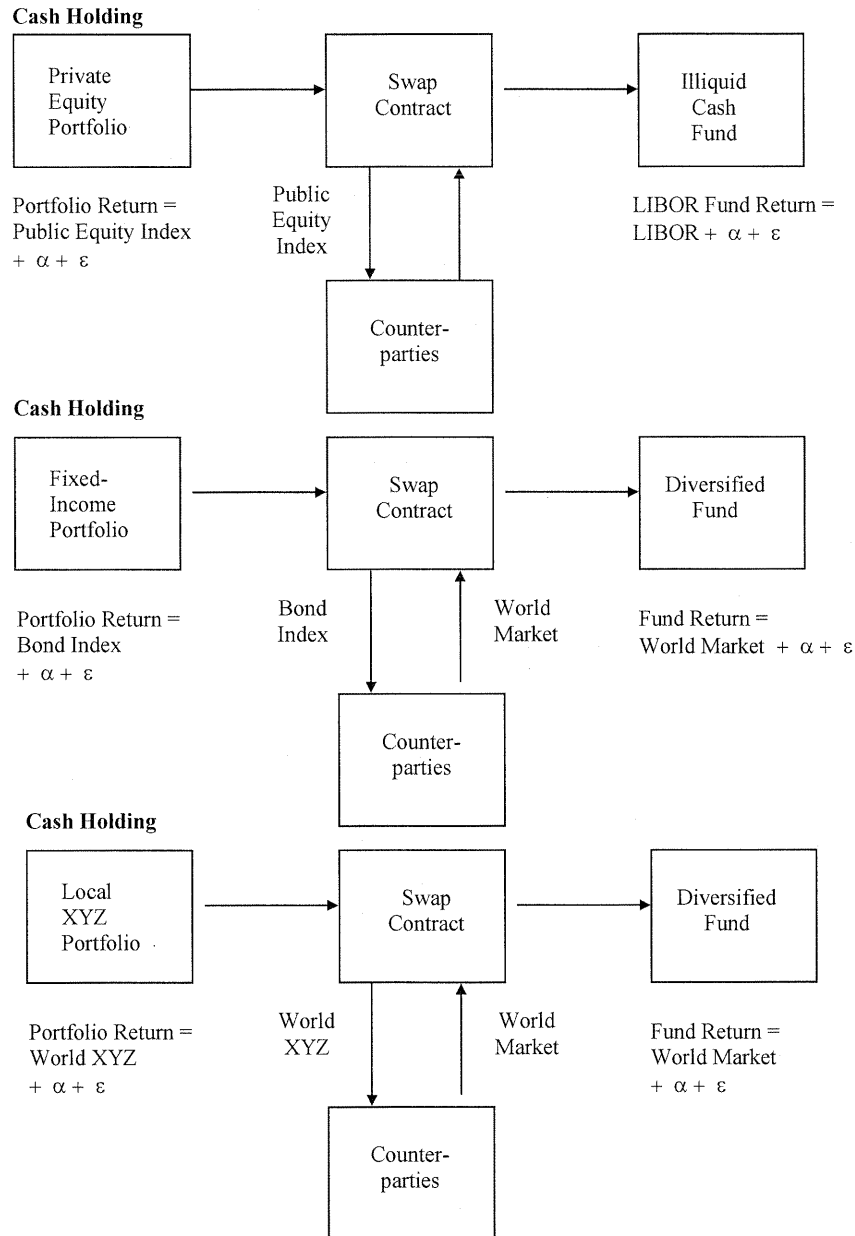 Cash Holding
Private
Equity
Portfolio
Swap
Contract
Illiquid
Cash
Fund
Portfolio Return =
Public Equity Index
+ α + ε
Public
Equity
Index
LIBOR Fund Return =
LIBOR + α + ε
Counter-
parties
Cash Holding
Fixed-
Income
Portfolio
Swap
Contract
Diversified
Fund
Portfolio Return =
Bond Index
+ α + ε
Bond
Index
World
Market
Fund Return =
World Market + α + ε
Counter-
parties
Cash Holding
Local
XYZ
Portfolio
Swap
Contract
Diversified
Fund
Portfolio Return =
World XYZ
+ α + ε
World
XYZ
World
Market
Fund Return =
World Market
+ α + ε
Counter-
parties